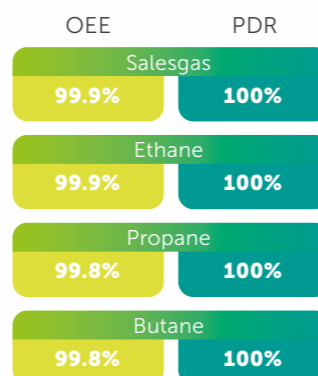 OEE PDR
Salesgas
99.9% 100%
Ethane
99.9% 100%
Propane
99.8% 100%
Butane
99.8% 100%